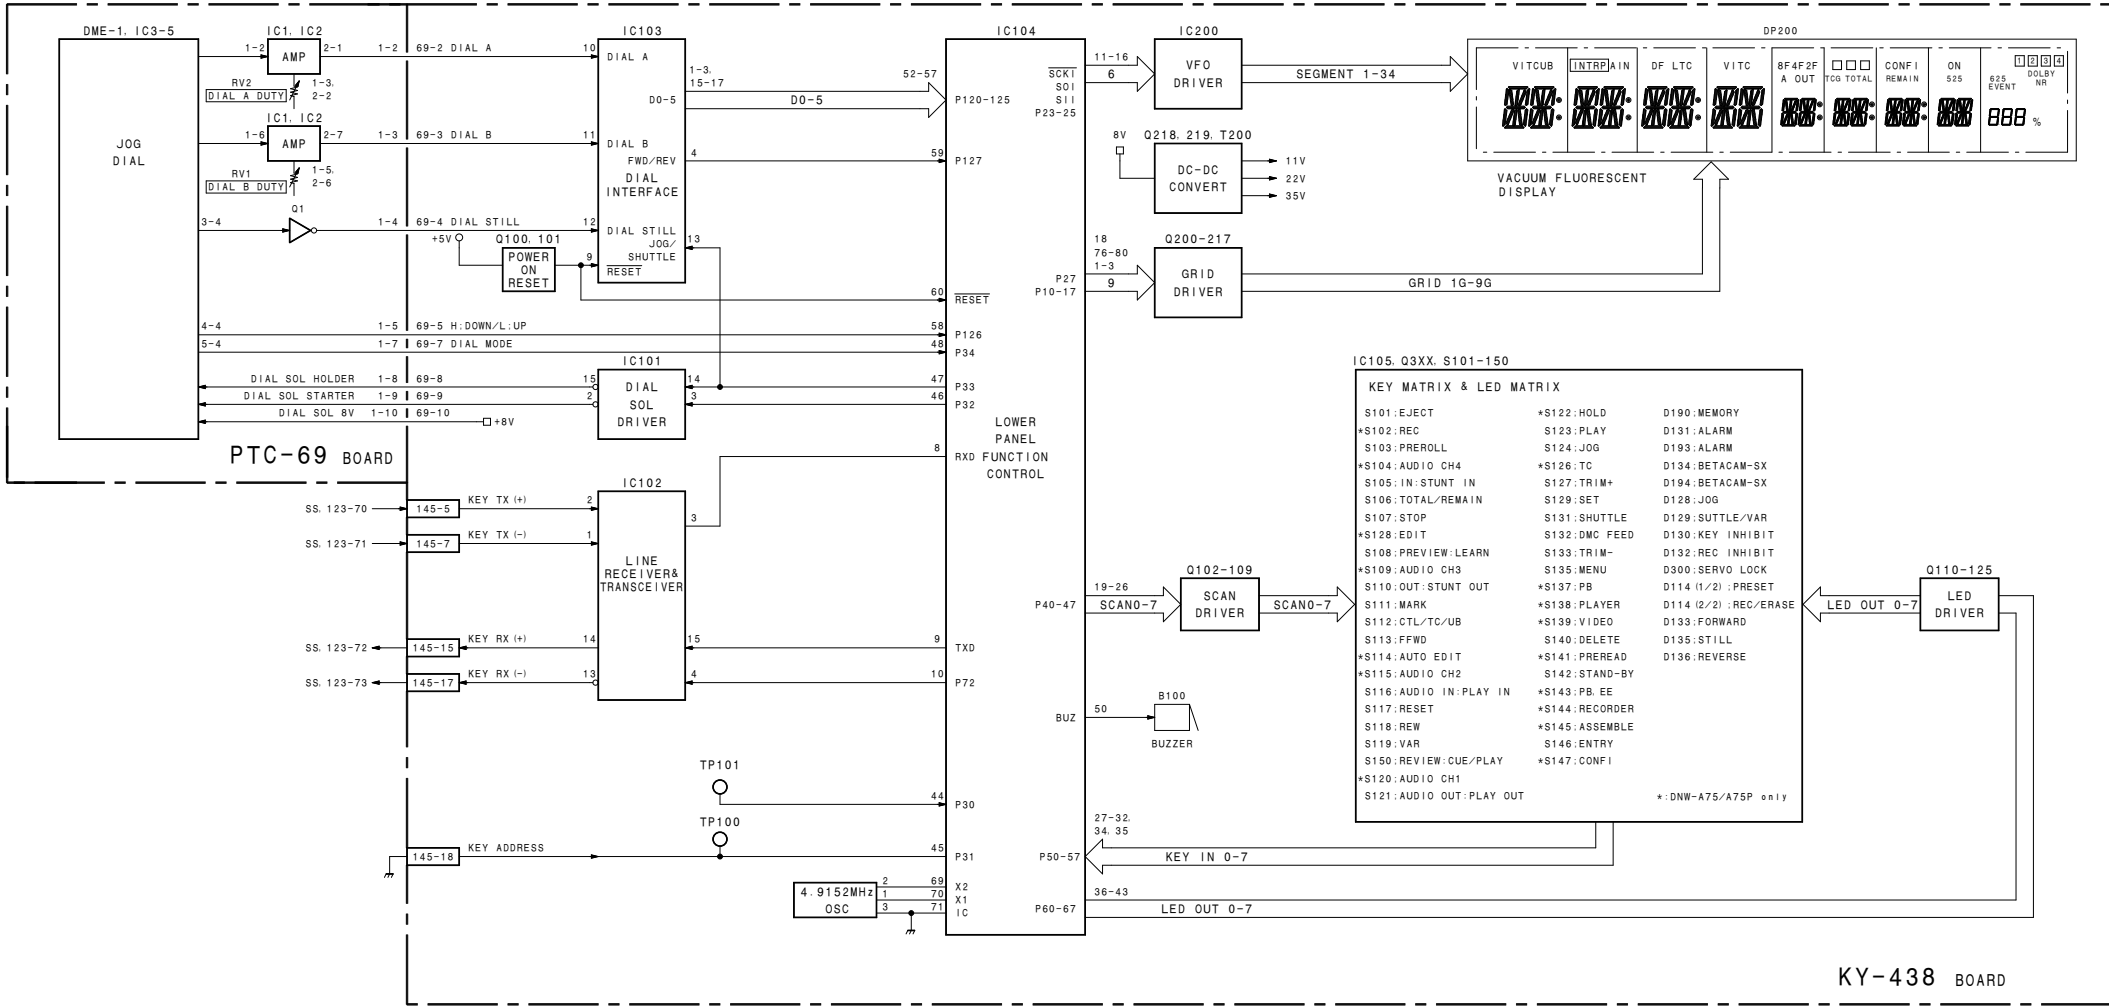 DME-1, IC3-5
JOG
DIAL
1-2
IC1, IC2
AMP
2-1
1-2
69-2 DIAL A
RV2
DIAL A DUTY
1-3,
2-2
IC1, IC2
1-6
AMP
2-7
1-3
69-3 DIAL B
RV1
DIAL B DUTY
1-5,
2-6
Q1
3-4
1-4
69-4 DIAL STILL
+5V
Q100, 101
POWER
ON
RESET
4-4
1-5
69-5 H:DOWN/L:UP
5-4
1-7
69-7 DIAL MODE
DIAL SOL HOLDER
1-8
69-8
DIAL SOL STARTER
1-9
69-9
DIAL SOL 8V
1-10
69-10
+8V
PTC-69 BOARD
IC103
10
DIAL A
1-3,
15-17
D0-5
D0-5
11
DIAL B
FWD/REV
4
DIAL
INTERFACE
12
DIAL STILL
JOG/
SHUTTLE
13
9
RESET
IC101
15
DIAL
SOL
DRIVER
14
2
3
IC102
SS, 123-70
145-5
KEY TX (+)
2
3
SS, 123-71
145-7
KEY TX (-)
1
LINE
RECEIVER&
TRANSCEIVER
SS, 123-72
145-15
KEY RX (+)
14
15
SS, 123-73
145-17
KEY RX (-)
13
4
TP101
TP100
145-18
KEY ADDRESS
4.9152MHz
OSC
2
1
3
IC104
52-57
P120-125
59
P127
60
RESET
58
P126
48
P34
47
P33
46
P32
LOWER
PANEL
FUNCTION
CONTROL
8
RXD
9
TXD
10
P72
44
P30
45
P31
69
X2
70
X1
71
IC
SCKI
SOI
SII
P23-25
11-16
6
P27
P10-17
18
76-80
1-3
9
P40-47
19-26
SCAN0-7
BUZ
50
P50-57
27-32,
34, 35
KEY IN 0-7
P60-67
36-43
LED OUT 0-7
IC200
VFO
DRIVER
SEGMENT 1-34
8V
Q218, 219, T200
DC-DC
CONVERT
11V
22V
35V
Q200-217
GRID
DRIVER
GRID 1G-9G
DP200
VITCUB
INTRP AIN
DF LTC
VITC
8F4F2F
A OUT
TCG TOTAL
CONFI
REMAIN
ON
525
625
EVENT
1 2 3 4
DOLBY
NR
%
VACUUM FLUORESCENT
DISPLAY
Q102-109
SCAN
DRIVER
SCAN0-7
B100
BUZZER
IC105, Q3XX, S101-150
KEY MATRIX & LED MATRIX
S101:EJECT
*S102:REC
S103:PREROLL
*S104:AUDIO CH4
S105:IN:STUNT IN
S106:TOTAL/REMAIN
S107:STOP
*S128:EDIT
S108:PREVIEW:LEARN
*S109:AUDIO CH3
S110:OUT:STUNT OUT
S111:MARK
S112:CTL/TC/UB
S113:FFWD
*S114:AUTO EDIT
*S115:AUDIO CH2
S116:AUDIO IN:PLAY IN
S117:RESET
S118:REW
S119:VAR
S150:REVIEW:CUE/PLAY
*S120:AUDIO CH1
S121:AUDIO OUT:PLAY OUT
*S122:HOLD
S123:PLAY
S124:JOG
*S126:TC
S127:TRIM+
S129:SET
S131:SHUTTLE
S132:DMC FEED
S133:TRIM-
S135:MENU
*S137:PB
*S138:PLAYER
*S139:VIDEO
S140:DELETE
*S141:PREREAD
S142:STAND-BY
*S143:PB, EE
*S144:RECORDER
*S145:ASSEMBLE
S146:ENTRY
*S147:CONFI
D190:MEMORY
D131:ALARM
D193:ALARM
D134:BETACAM-SX
D194:BETACAM-SX
D128:JOG
D129:SUTTLE/VAR
D130:KEY INHIBIT
D132:REC INHIBIT
D300:SERVO LOCK
D114 (1/2) :PRESET
D114 (2/2) :REC/ERASE
D133:FORWARD
D135:STILL
D136:REVERSE
*:DNW-A75/A75P only
LED OUT 0-7
Q110-125
LED
DRIVER
KY-438 BOARD